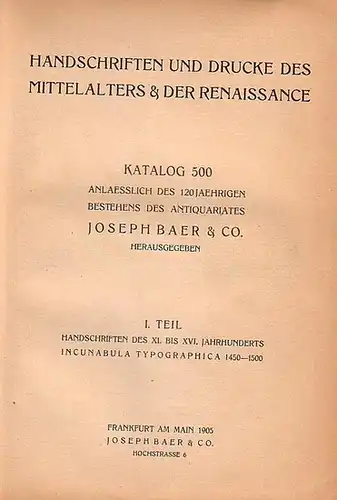 HANDSCHRIFTEN UND DRUCKE DES
MITTELALTERS & DER RENAISSANCE
KATALOG 500
ANLAESSLICH DES 120JAEHRIGEN
BESTEHENS DES ANTIQUARIATES
JOSEPH BAER & CO.
HERAUSGEGEBEN
I. TEIL
HANDSCHRIFTEN DES XI. BIS XVI. JAHRHUNDERTS
INCUNABULA TYPOGRAPHICA 1450—1500
FRANKFURT AM MAIN 1905
JOSEPH BAER & CO.
HOCHSTRASSE 6